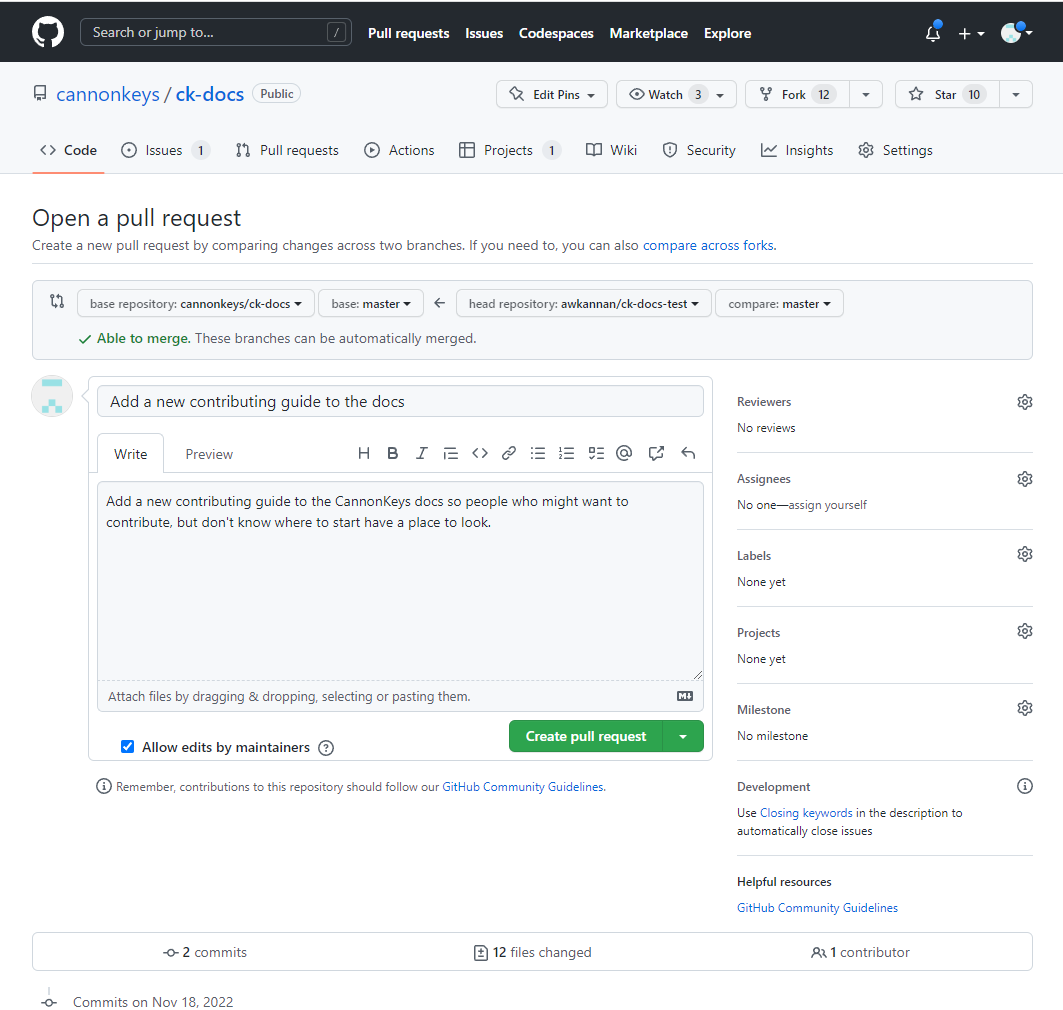 Search or jump to... / Pull requests Issues Codespaces Marketplace Explore
cannonkeys / ck-docs Public Edit Pins Watch 3 Fork 12 Star 10
Code Issues 1 Pull requests Actions Projects 1 Wiki Security Insights Settings
Open a pull request
Create a new pull request by comparing changes across two branches. If you need to, you can also compare across forks.
base repository: cannonkeys/ck-docs base: master head repository: awkannan/ck-docs-test compare: master
Able to merge. These branches can be automatically merged.
Add a new contributing guide to the docs
Write Preview
Add a new contributing guide to the CannonKeys docs so people who might want to
contribute, but don't know where to start have a place to look.
Attach files by dragging & dropping, selecting or pasting them.
Allow edits by maintainers
Create pull request
Remember, contributions to this repository should follow our GitHub Community Guidelines.
Reviewers
No reviews
Assignees
No one—assign yourself
Labels
None yet
Projects
None yet
Milestone
No milestone
Development
Use Closing keywords in the description to
automatically close issues
Helpful resources
GitHub Community Guidelines
2 commits 12 files changed 1 contributor
Commits on Nov 18, 2022